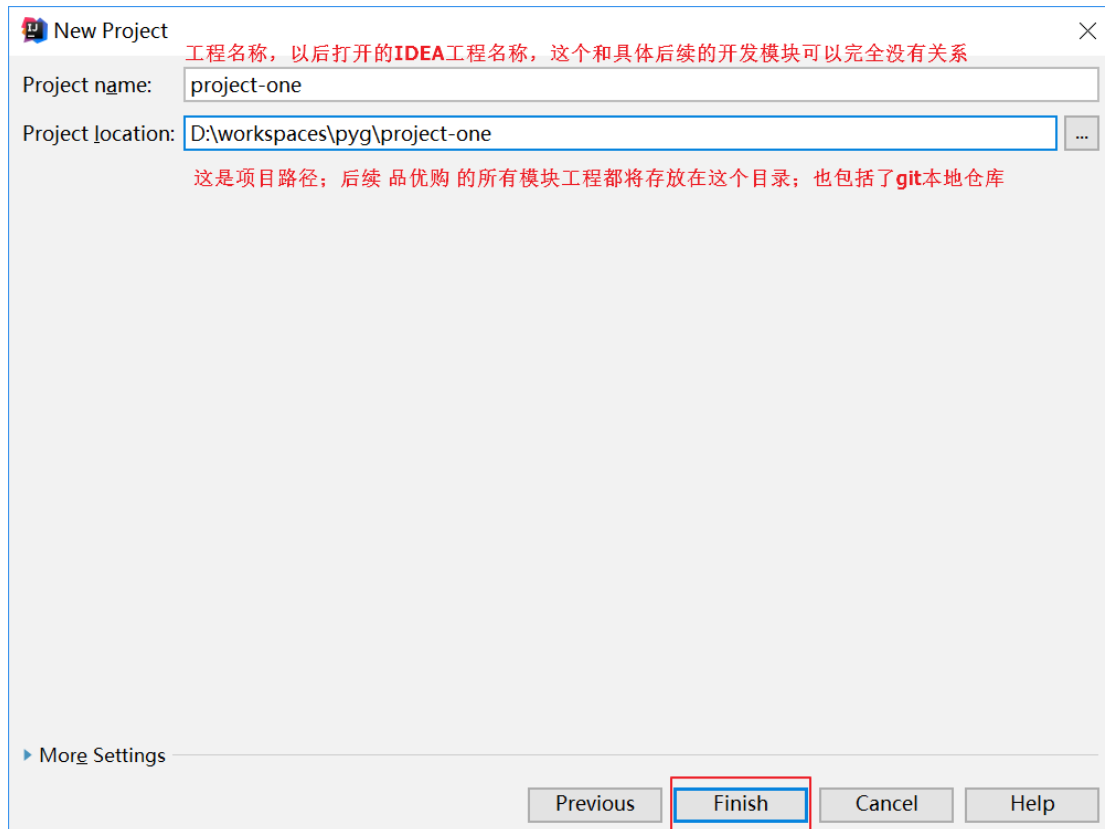 New Project
工程名称，以后打开的IDEA工程名称，这个和具体后续的开发模块可以完全没有关系
Project name: project-one
Project location: D:\workspaces\pyg\project-one ...
这是项目路径；后续 品优购 的所有模块工程都将存放在这个目录；也包括了git本地仓库
More Settings
Previous Finish Cancel Help